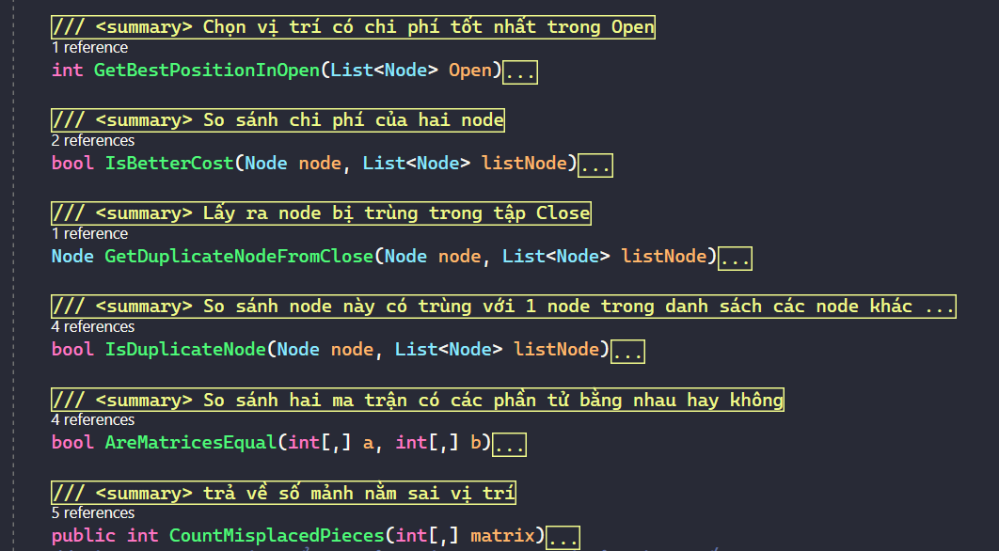 /// <summary> Chọn vị trí có chi phí tốt nhất trong Open
1 reference
int GetBestPositionInOpen(List<Node> Open)...
/// <summary> So sánh chi phí của hai node
2 references
bool IsBetterCost(Node node, List<Node> listNode)...
/// <summary> Lấy ra node bị trùng trong tập Close
1 reference
Node GetDuplicateNodeFromClose(Node node, List<Node> listNode)...
/// <summary> So sánh node này có trùng với 1 node trong danh sách các node khác ...
4 references
bool IsDuplicateNode(Node node, List<Node> listNode)...
/// <summary> So sánh hai ma trận có các phần tử bằng nhau hay không
4 references
bool AreMatricesEqual(int[,] a, int[,] b)...
/// <summary> trả về số mảnh nằm sai vị trí
5 references
public int CountMisplacedPieces(int[,] matrix)...